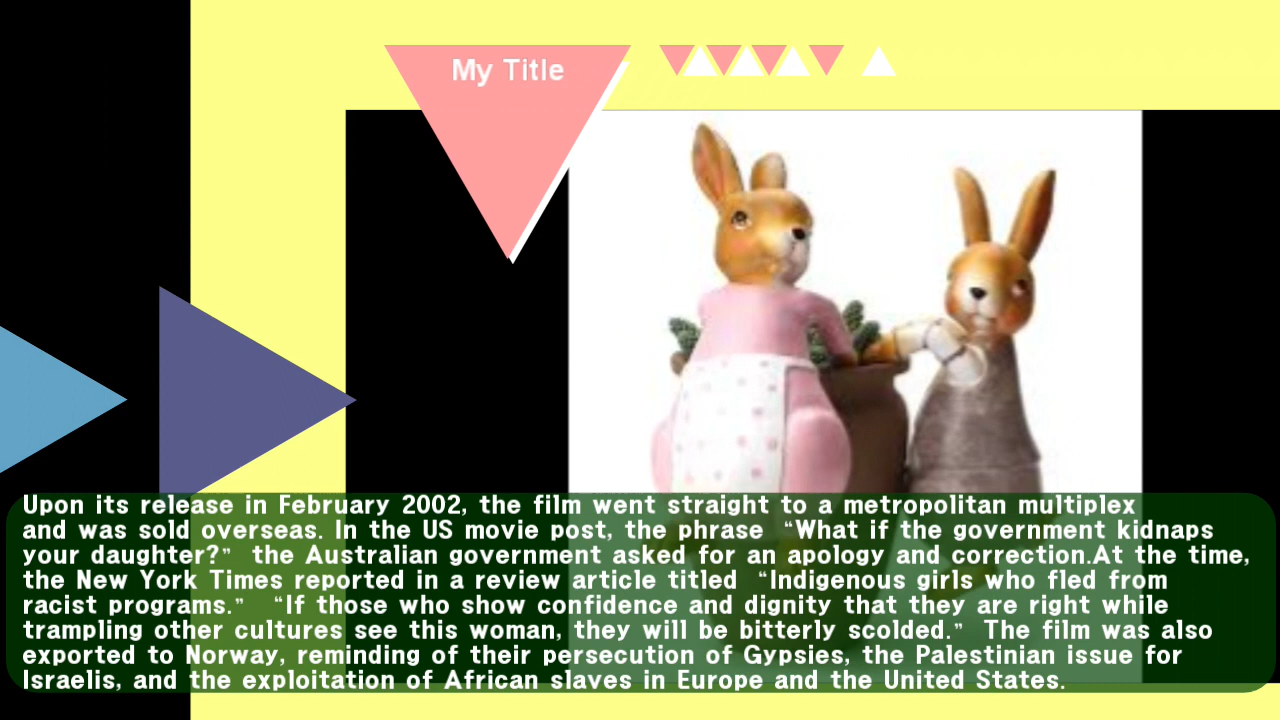 My Title
Upon its release in February 2002, the film went straight to a metropolitan multiplex
and was sold overseas. In the US movie post, the phrase “What if the government kidnaps
your daughter?” the Australian government asked for an apology and correction.At the time,
the New York Times reported in a review article titled “Indigenous girls who fled from
racist programs.” “If those who show confidence and dignity that they are right while
trampling other cultures see this woman, they will be bitterly scolded.” The film was also
exported to Norway, reminding of their persecution of Gypsies, the Palestinian issue for
Israelis, and the exploitation of African slaves in Europe and the United States.